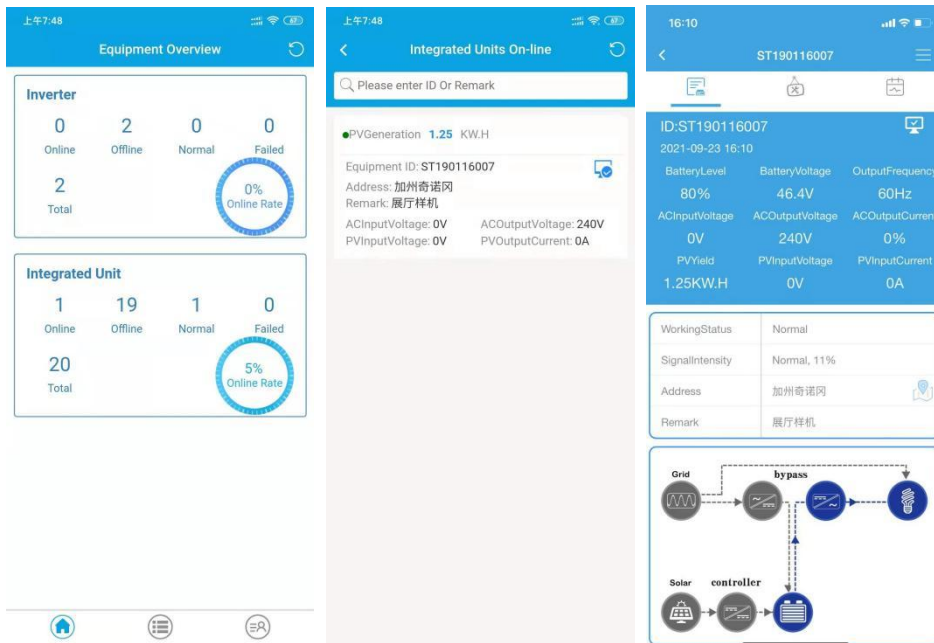 上午7:48
67
Equipment Overview
Inverter
0 2 0 0
Online Offline Normal Failed
2
Total
0%
Online Rate
Integrated Unit
1 19 1 0
Online Offline Normal Failed
20
Total
5%
Online Rate
上午7:48
67
Integrated Units On-line
Please enter ID Or Remark
PVGeneration 1.25 KW.H
Equipment ID: ST190116007
Address: 加州奇诺冈
Remark: 展厅样机
ACInputVoltage: 0V ACOutputVoltage: 240V
PVInputVoltage: 0V PVOutputCurrent: 0A
16:10
ST190116007
ID:ST190116007
2021-09-23 16:10
BatteryLevel BatteryVoltage OutputFrequency
80% 46.4V 60Hz
ACInputVoltage ACOutputVoltage ACOutputCurren
0V 240V 0%
PVYield PVInputVoltage PVInputCurrent
1.25KW.H 0V 0A
WorkingStatus Normal
SignalIntensity Normal, 11%
Address 加州奇诺冈
Remark 展厅样机
Grid bypass
Solar controller